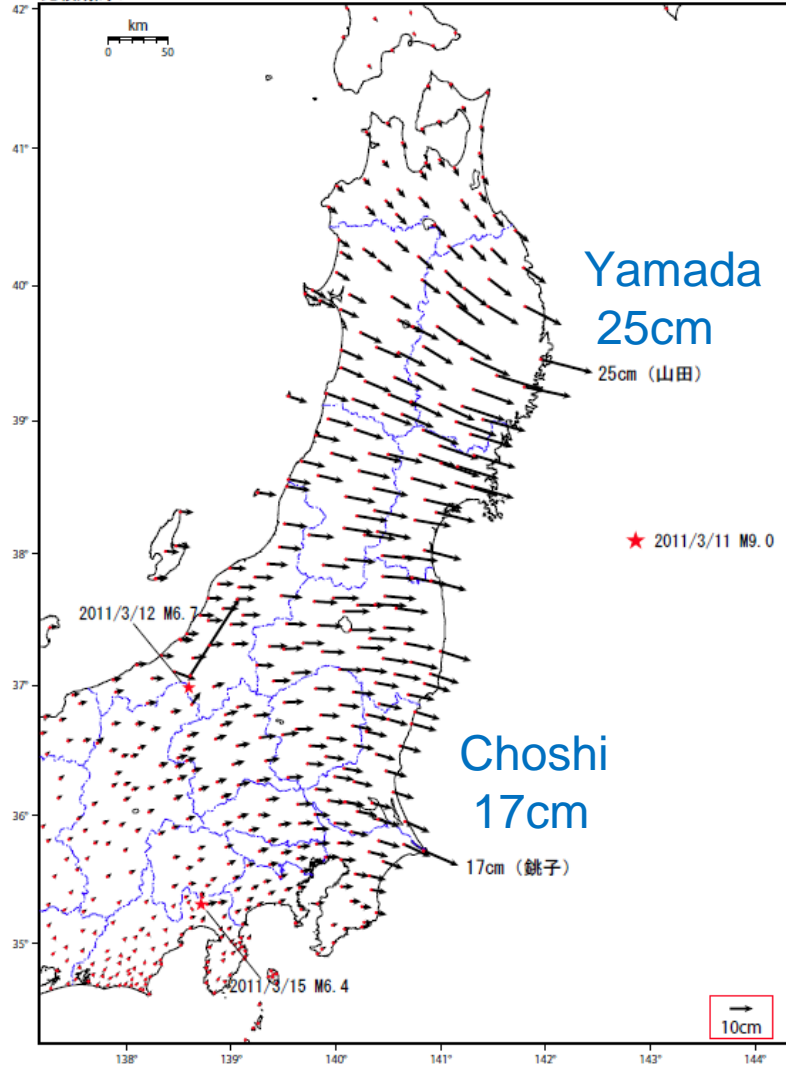 42°
km
0 50
41°
Yamada
40°
25cm
25cm (山田)
39°
2011/3/11 M9.0
38°
2011/3/12 M6.7
37°
Choshi
17cm
36°
17cm (銚子)
35°
2011/3/15 M6.4
10cm
138° 139° 140° 141° 142° 143° 144°